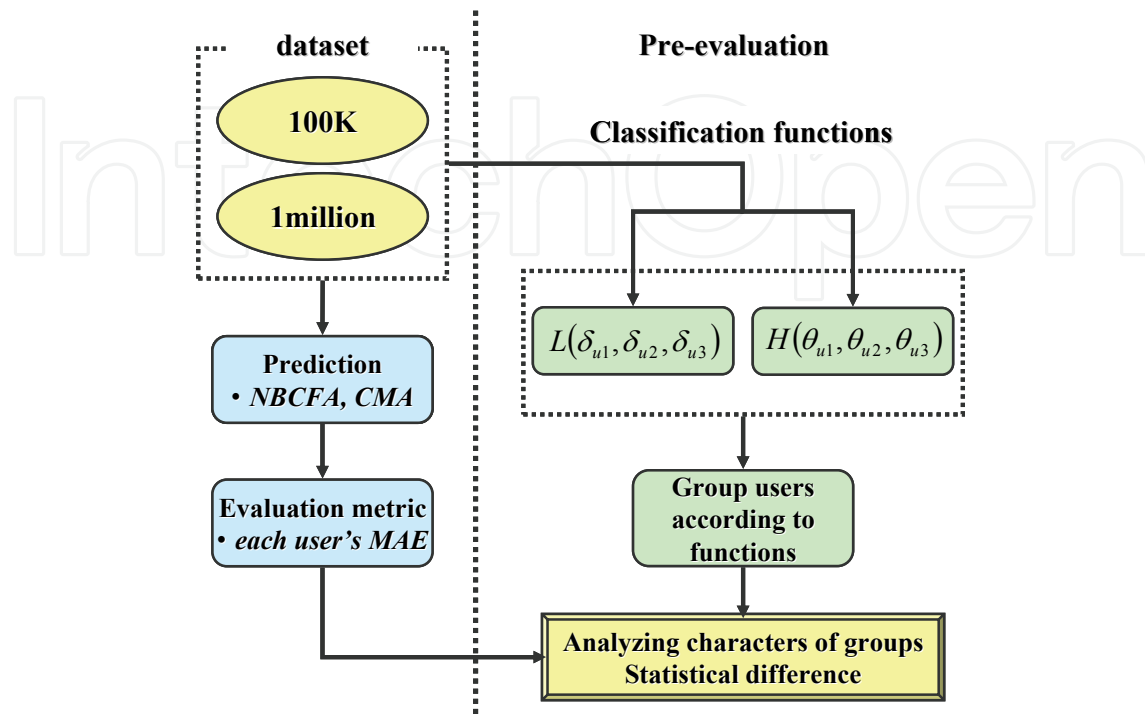 dataset
100K
1million
Prediction
• NBCFA, CMA
Evaluation metric
• each user's MAE
Pre-evaluation
Classification functions
L(δu1, δu2, δu3)
H(θu1, θu2, θu3)
Group users
according to
functions
Analyzing characters of groups
Statistical difference
IntechOpen